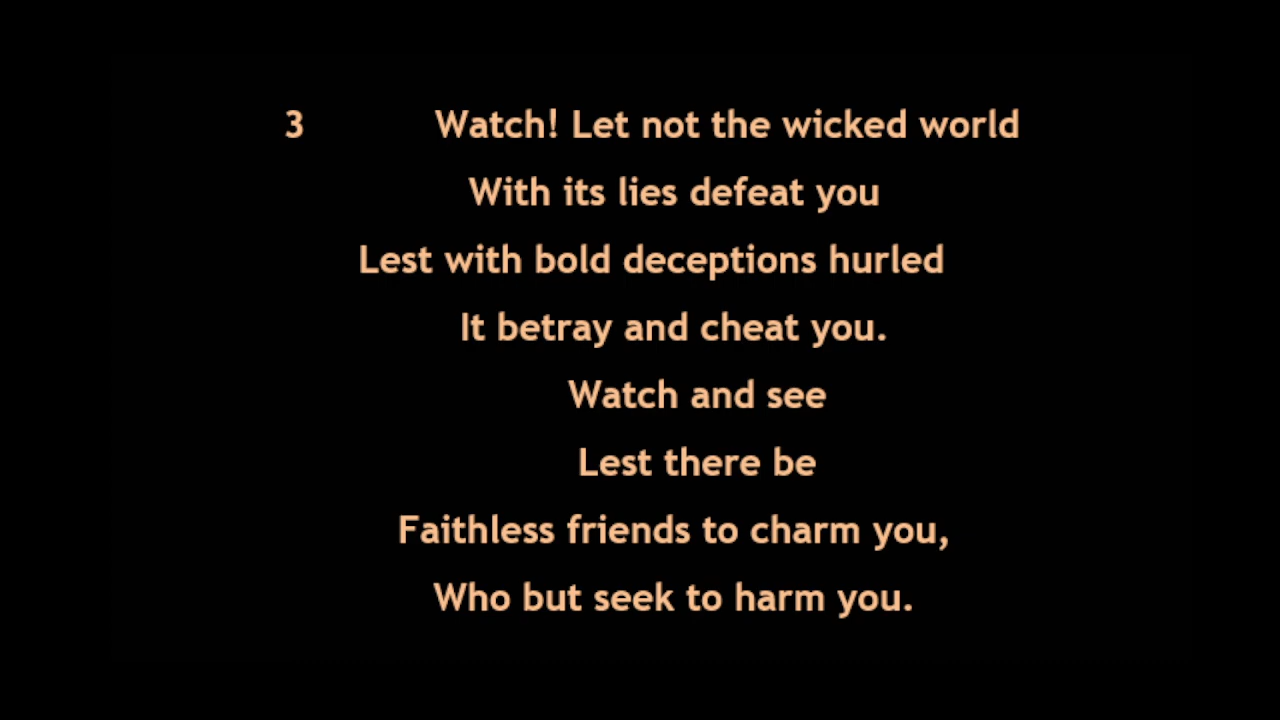 3 Watch! Let not the wicked world
With its lies defeat you
Lest with bold deceptions hurled
It betray and cheat you.
Watch and see
Lest there be
Faithless friends to charm you,
Who but seek to harm you.